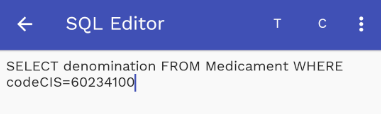 SQL Editor T C
SELECT denomination FROM Medicament WHERE
codeCIS=60234100